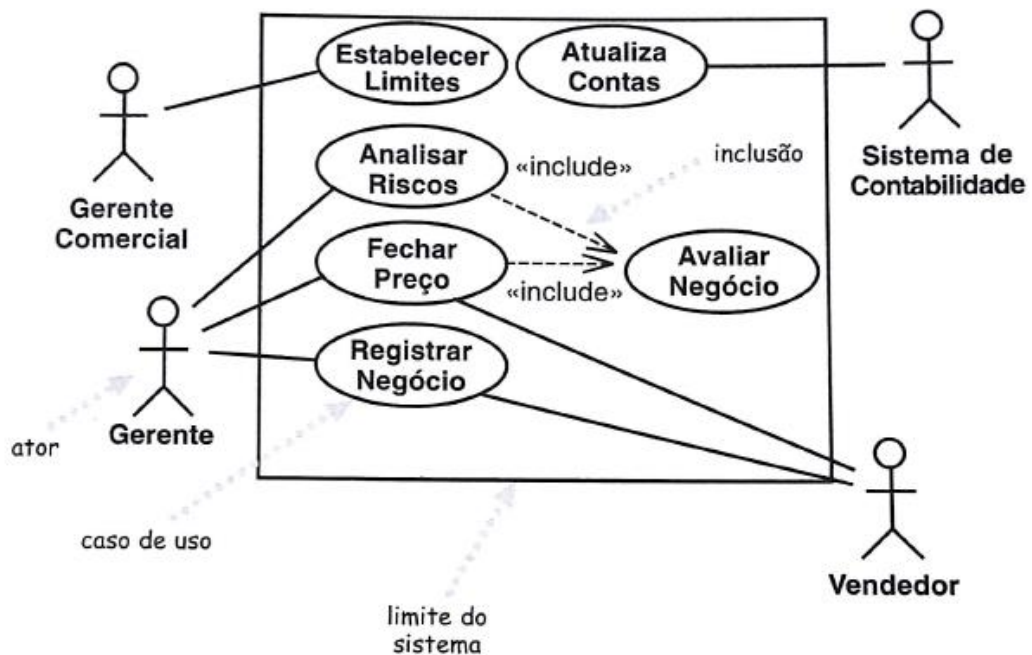 Estabelecer
Limites
Atualiza
Contas
Gerente
Comercial
Sistema de
Contabilidade
Analisar
Riscos
«include»
inclusão
Fechar
Preço
«include»
Avaliar
Negócio
Registrar
Negócio
Gerente
ator
caso de uso
limite do
sistema
Vendedor